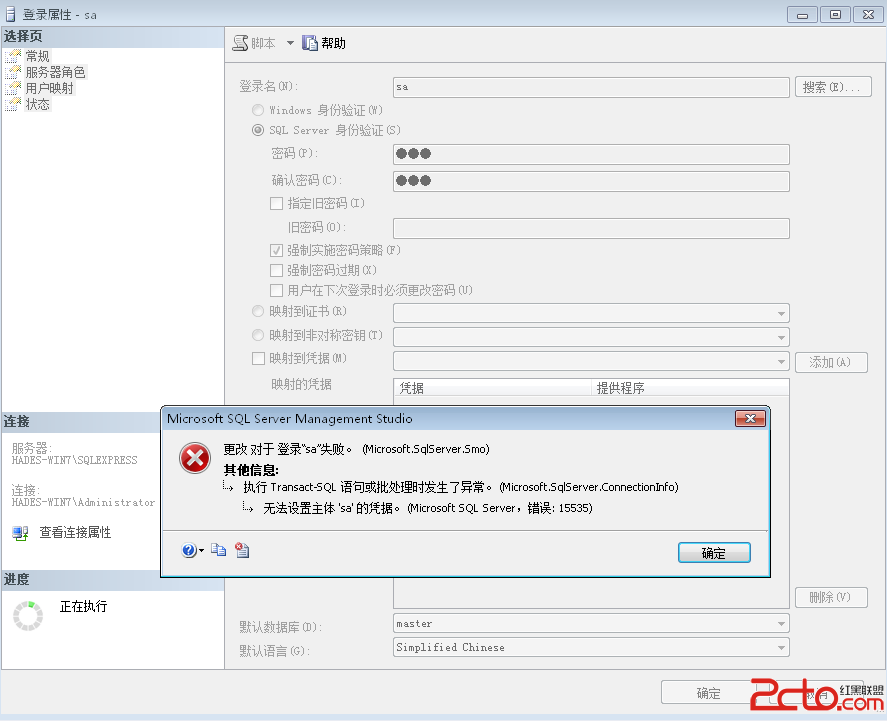 登录属性 - sa
选择页
常规
服务器角色
用户映射
状态
脚本
帮助
登录名(N):
sa
搜索(E)...
Windows 身份验证(W)
SQL Server 身份验证(S)
密码(P):
●●●
确认密码(C):
●●●
指定旧密码(I)
旧密码(O):
强制实施密码策略(F)
强制密码过期(X)
用户在下次登录时必须更改密码(U)
映射到证书(R)
映射到非对称密钥(T)
映射到凭据(M)
添加(A)
映射的凭据
凭据 提供程序
连接
服务器:
HADES-WIN7\SQLEXPRESS
连接:
HADES-WIN7\Administrator
查看连接属性
进度
正在执行
Microsoft SQL Server Management Studio
更改 对于 登录“sa”失败。 (Microsoft.SqlServer.Smo)
其他信息:
执行 Transact-SQL 语句或批处理时发生了异常。 (Microsoft.SqlServer.ConnectionInfo)
无法设置主体 'sa' 的凭据。 (Microsoft SQL Server，错误: 15535)
确定
删除(V)
默认数据库(D):
master
默认语言(G):
Simplified Chinese
确定
2cto.com
红黑联盟